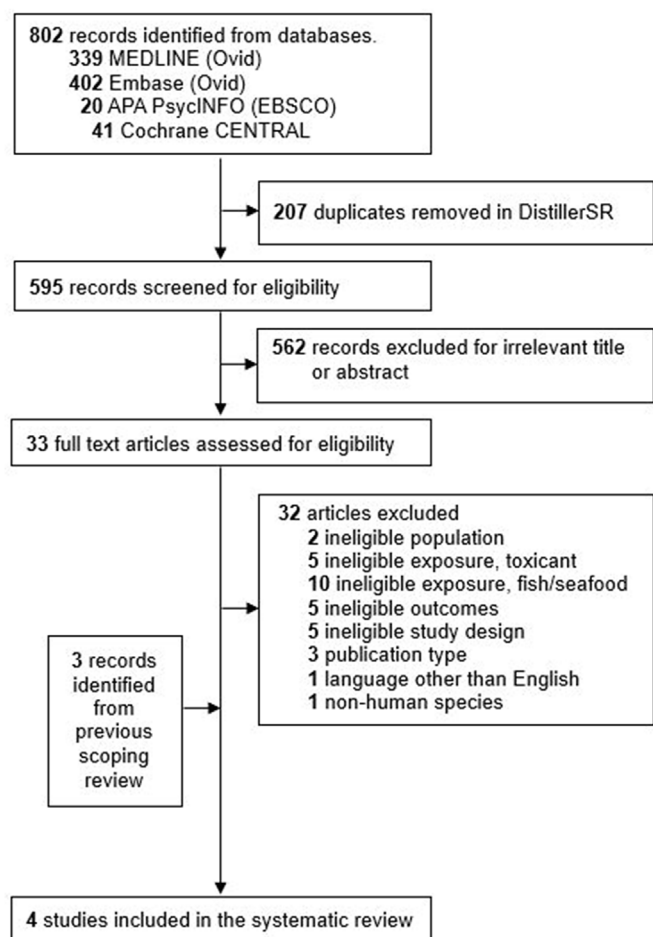 802 records identified from databases.
339 MEDLINE (Ovid)
402 Embase (Ovid)
20 APA PsycINFO (EBSCO)
41 Cochrane CENTRAL
207 duplicates removed in DistillerSR
595 records screened for eligibility
562 records excluded for irrelevant title
or abstract
33 full text articles assessed for eligibility
32 articles excluded
2 ineligible population
5 ineligible exposure, toxicant
10 ineligible exposure, fish/seafood
5 ineligible outcomes
5 ineligible study design
3 publication type
1 language other than English
1 non-human species
3 records
identified
from
previous
scoping
review
4 studies included in the systematic review